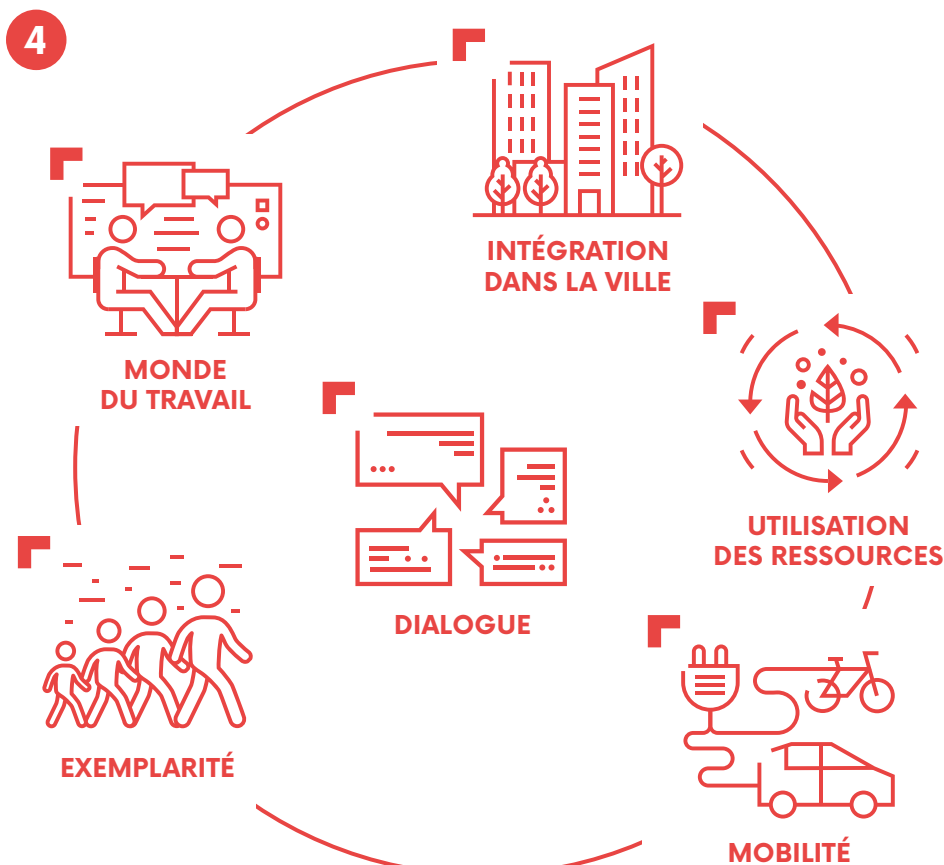 4
INTÉGRATION
DANS LA VILLE
MONDE
DU TRAVAIL
UTILISATION
DES RESSOURCES
DIALOGUE
EXEMPLARITÉ
MOBILITÉ